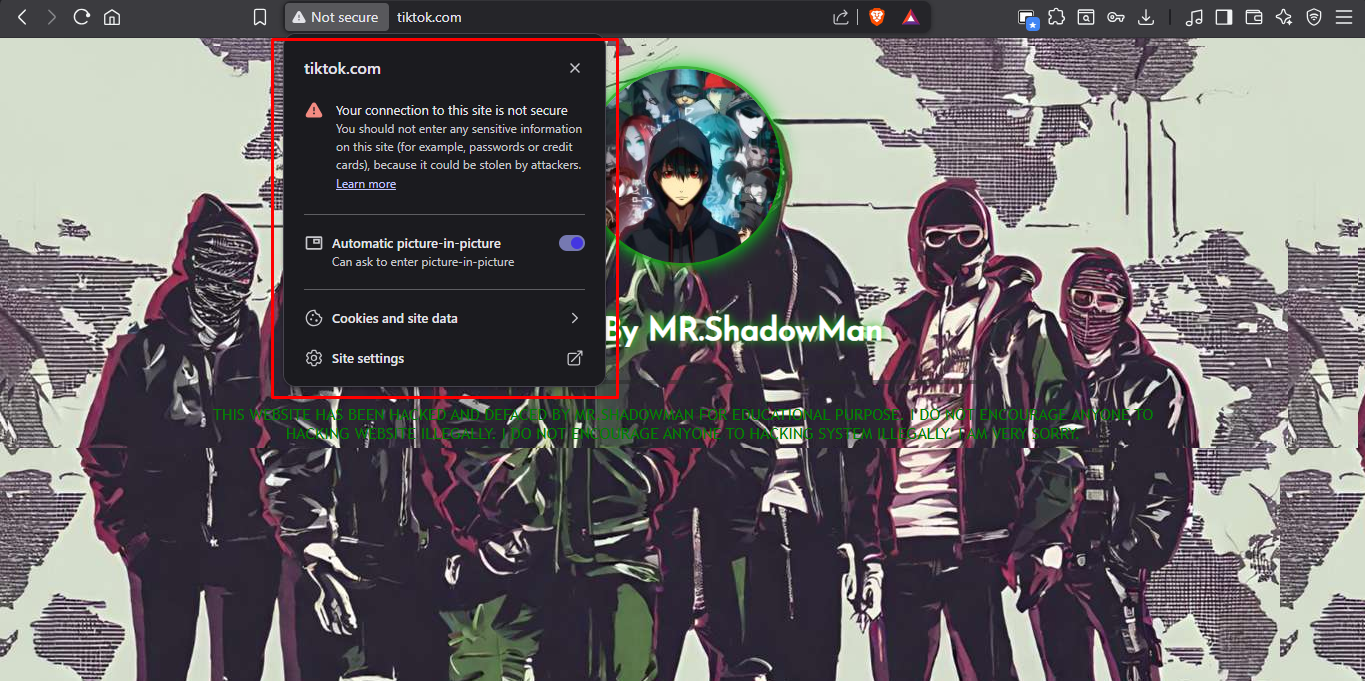 Not secure
tiktok.com
tiktok.com
Your connection to this site is not secure
You should not enter any sensitive information
on this site (for example, passwords or credit
cards), because it could be stolen by attackers.
Learn more
Automatic picture-in-picture
Can ask to enter picture-in-picture
Cookies and site data
Site settings
By MR.ShadowMan
THIS WEBSITE HAS BEEN HACKED AND DEFACED BY MR.SHADOWMAN FOR EDUCATIONAL PURPOSE. I DO NOT ENCOURAGE ANYONE TO
HACKING WEBSITE ILLEGALLY. I DO NOT ENCOURAGE ANYONE TO HACKING SYSTEM ILLEGALLY. I AM VERY SORRY.